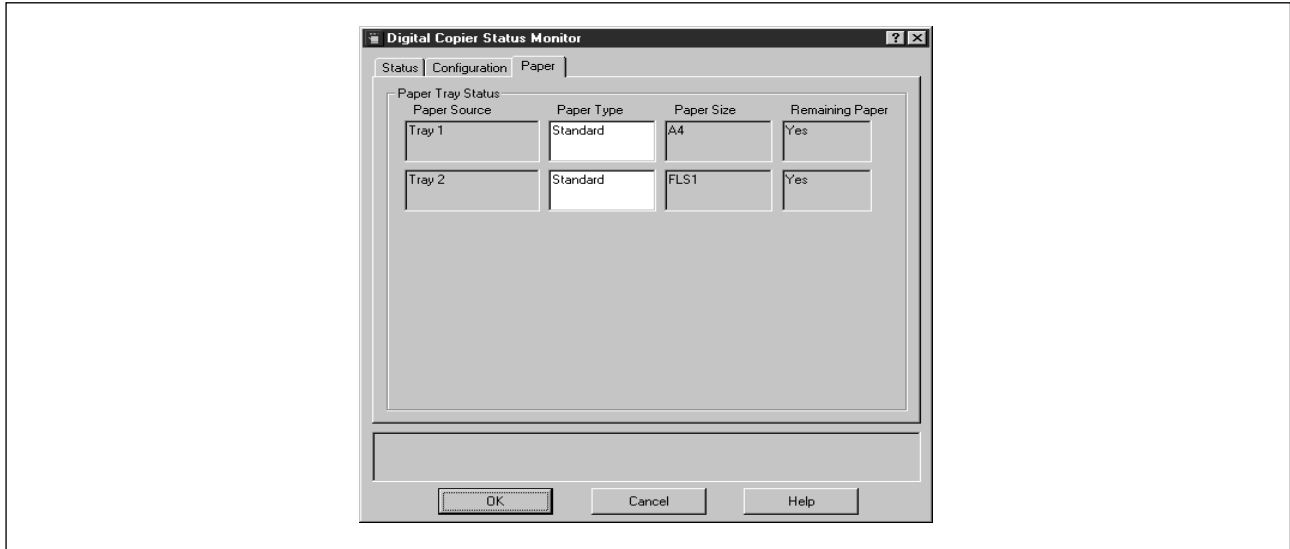 Digital Copier Status Monitor
Status Configuration Paper
Paper Tray Status
Paper Source Paper Type Paper Size Remaining Paper
Tray 1 Standard A4 Yes
Tray 2 Standard FLS1 Yes
OK Cancel Help